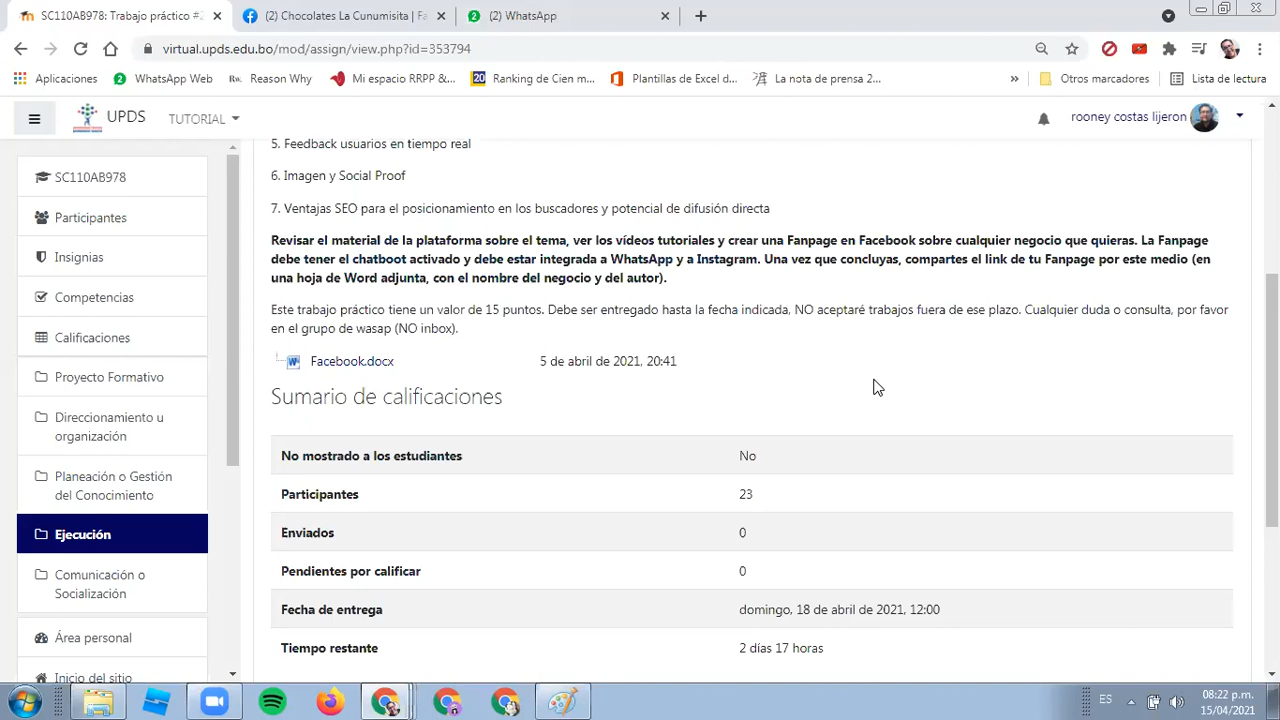 SC110AB978: Trabajo práctico #2
(2) Chocolates La Cunumisita | Fa
(2) WhatsApp
virtual.upds.edu.bo/mod/assign/view.php?id=353794
Aplicaciones
WhatsApp Web
Reason Why
Mi espacio RRPP &...
Ranking de Cien m...
Plantillas de Excel d...
La nota de prensa 2...
»
Otros marcadores
Lista de lectura
UPDS
TUTORIAL
rooney costas lijeron
SC110AB978
Participantes
Insignias
Competencias
Calificaciones
Proyecto Formativo
Direccionamiento u
organización
Planeación o Gestión
del Conocimiento
Ejecución
Comunicación o
Socialización
Área personal
Inicio del sitio
5. Feedback usuarios en tiempo real
6. Imagen y Social Proof
7. Ventajas SEO para el posicionamiento en los buscadores y potencial de difusión directa
Revisar el material de la plataforma sobre el tema, ver los vídeos tutoriales y crear una Fanpage en Facebook sobre cualquier negocio que quieras. La Fanpage
debe tener el chatboot activado y debe estar integrada a WhatsApp y a Instagram. Una vez que concluyas, compartes el link de tu Fanpage por este medio (en
una hoja de Word adjunta, con el nombre del negocio y del autor).
Este trabajo práctico tiene un valor de 15 puntos. Debe ser entregado hasta la fecha indicada, NO aceptaré trabajos fuera de ese plazo. Cualquier duda o consulta, por favor
en el grupo de wasap (NO inbox).
Facebook.docx 5 de abril de 2021, 20:41
Sumario de calificaciones
No mostrado a los estudiantes No
Participantes 23
Enviados 0
Pendientes por calificar 0
Fecha de entrega domingo, 18 de abril de 2021, 12:00
Tiempo restante 2 días 17 horas
ES
08:22 p.m.
15/04/2021